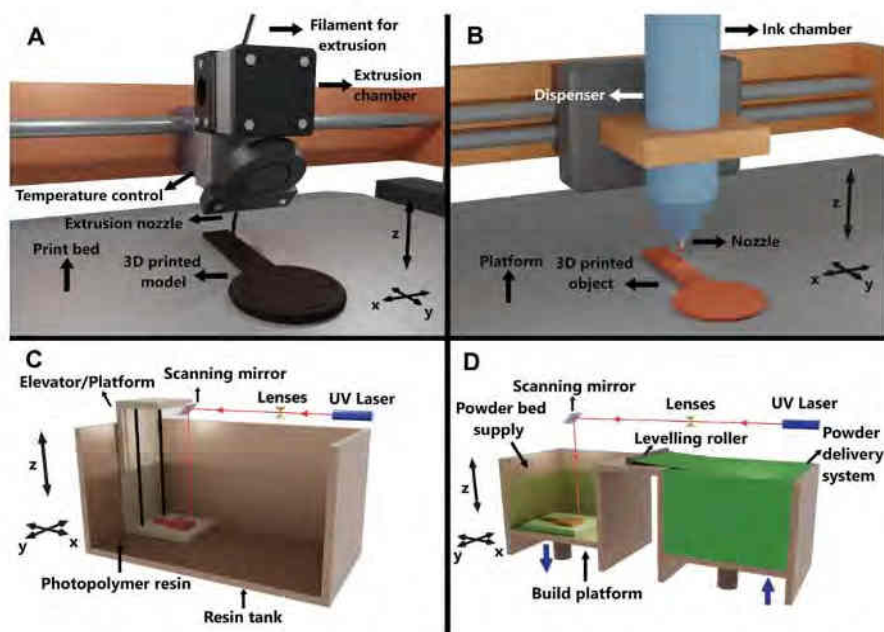 A
Filament for
extrusion
Extrusion
chamber
Temperature control
Extrusion nozzle
Print bed
3D printed
model
z
x
y
B
Ink chamber
Dispenser
z
Nozzle
Platform
3D printed
object
x
y
C
Elevator/Platform
Scanning mirror
Lenses
UV Laser
z
y
x
Photopolymer resin
Resin tank
D
Scanning mirror
Powder bed
supply
Lenses
UV Laser
Levelling roller
Powder
delivery
system
z
y
x
Build platform